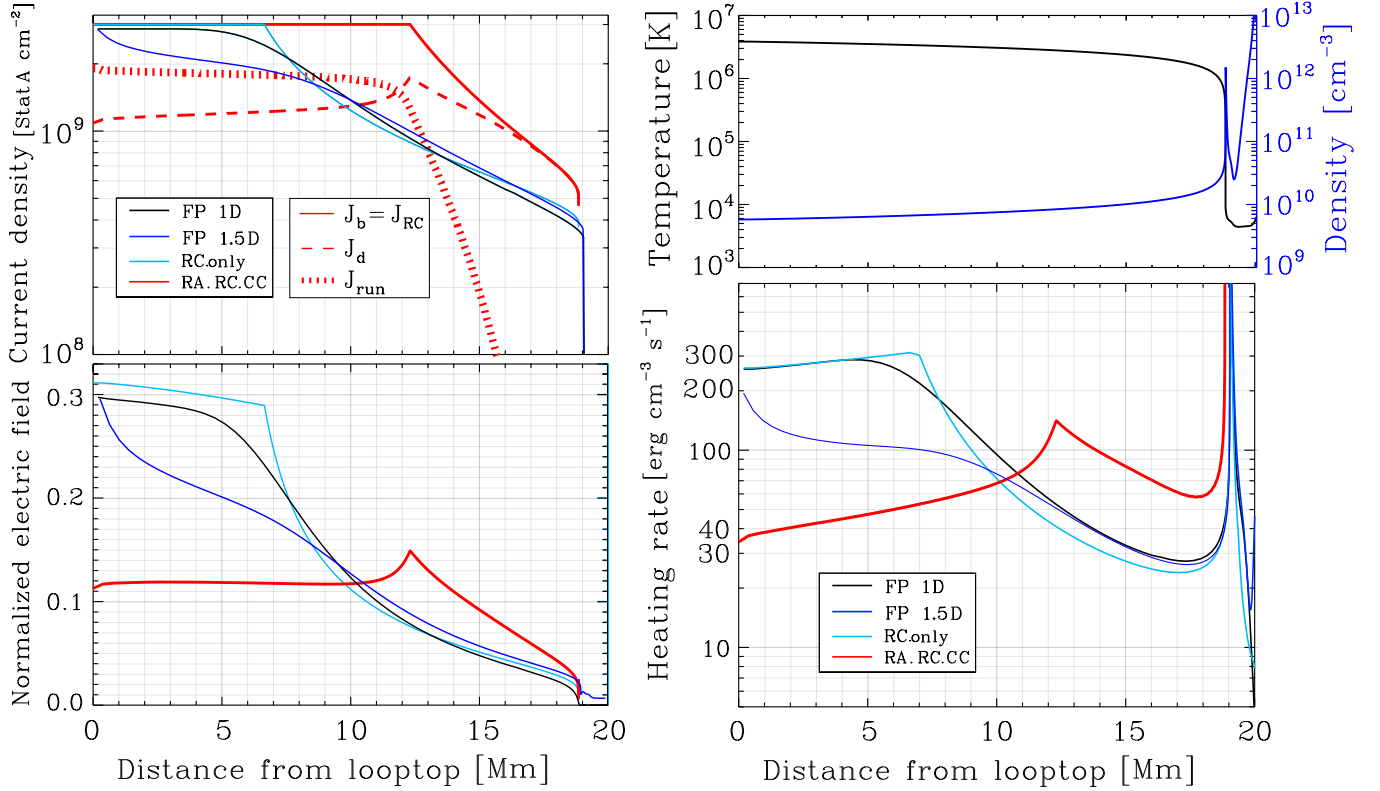 Current density [StatA cm⁻²]
10⁹
10⁸
FP 1D
FP 1.5D
RC.only
RA.RC.CC
J_b = J_RC
J_d
J_run
Normalized electric field
0.3
0.2
0.1
0.0
0 5 10 15 20
Distance from looptop [Mm]
Temperature [K]
10⁷
10⁶
10⁵
10⁴
10³
10¹³
10¹²
10¹¹
10¹⁰
10⁹
Density [cm⁻³]
Heating rate [erg cm⁻³ s⁻¹]
300
200
100
40
30
10
FP 1D
FP 1.5D
RC.only
RA.RC.CC
0 5 10 15 20
Distance from looptop [Mm]